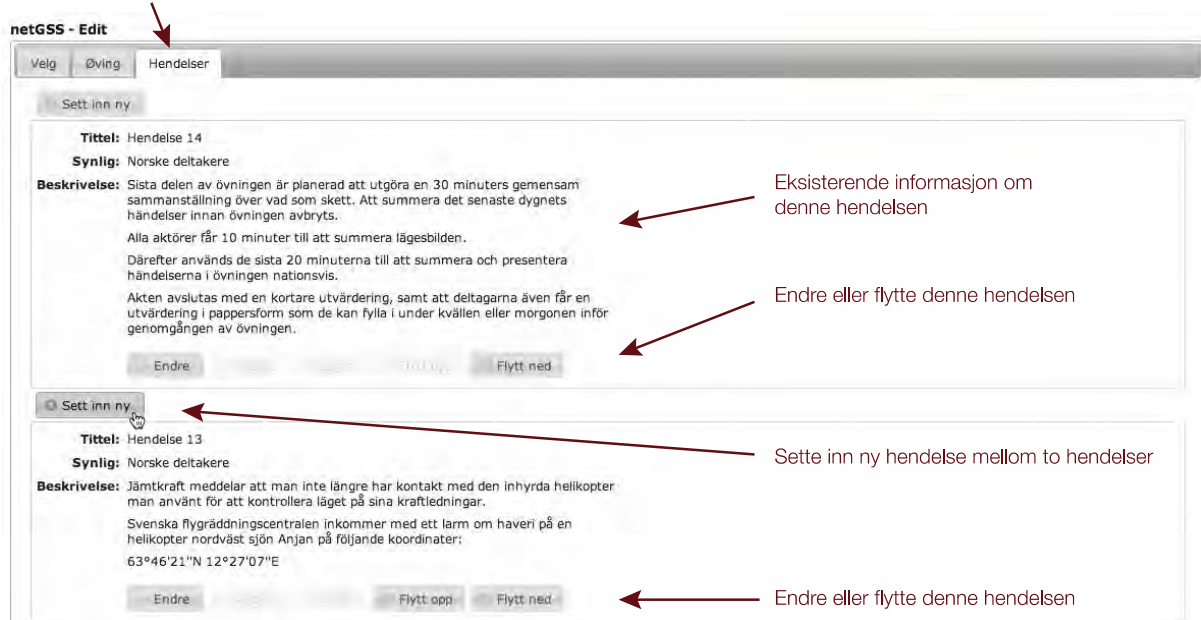 netGSS - Edit
Velg Øving Hendelser
Sett inn ny
Tittel: Hendelse 14
Synlig: Norske deltakere
Beskrivelse: Sista delen av övningen är planerad att utgöra en 30 minuters gemensam
sammanställning över vad som skett. Att summera det senaste dygnets
händelser innan övningen avbryts.
Alla aktörer får 10 minuter till att summera lägesbilden.
Därefter används de sista 20 minuterna till att summera och presentera
händelserna i övningen nationsvis.
Akten avslutas med en kortare utvärdering, samt att deltagarna även får en
utvärdering i pappersform som de kan fylla i under kvällen eller morgonen inför
genomgången av övningen.
Eksisterende informasjon om
denne hendelsen
Endre eller flytte denne hendelsen
Endre Flytt ned
Sett inn ny
Tittel: Hendelse 13
Synlig: Norske deltakere
Sette inn ny hendelse mellom to hendelser
Beskrivelse: Jämtkraft meddelar att man inte längre har kontakt med den inhyrda helikopter
man använt för att kontrollera läget på sina kraftledningar.
Svenska flygräddningscentralen inkommer med ett larm om haveri på en
helikopter nordväst sjön Anjan på följande koordinater:
63°46'21"N 12°27'07"E
Endre Flytt opp Flytt ned
Endre eller flytte denne hendelsen